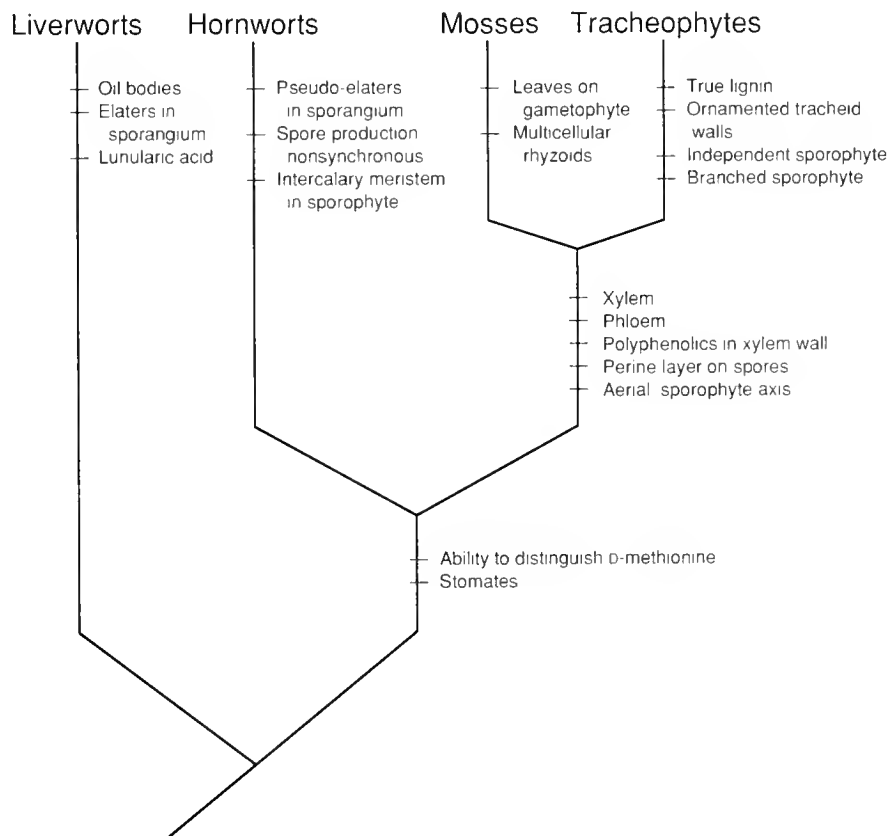 Liverworts
Hornworts
Mosses
Tracheophytes
Oil bodies
Elaters in
sporangium
Lunularic acid
Pseudo-elaters
in sporangium
Spore production
nonsynchronous
Intercalary meristem
in sporophyte
Leaves on
gametophyte
Multicellular
rhyzoids
True lignin
Ornamented tracheid
walls
Independent sporophyte
Branched sporophyte
Xylem
Phloem
Polyphenolics in xylem wall
Perine layer on spores
Aerial sporophyte axis
Ability to distinguish D-methionine
Stomates